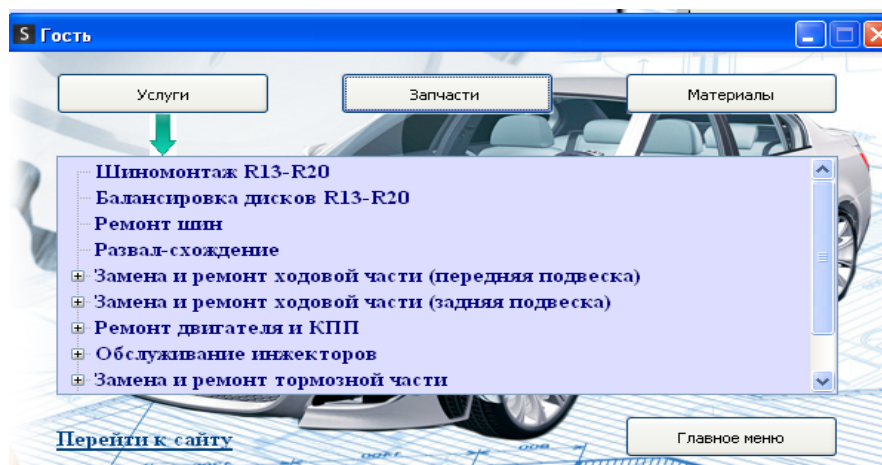 S Гость
Услуги Запчасти Материалы
Шиномонтаж R13-R20
Балансировка дисков R13-R20
Ремонт шин
Развал-схождение
Замена и ремонт ходовой части (передняя подвеска)
Замена и ремонт ходовой части (задняя подвеска)
Ремонт двигателя и КПП
Обслуживание инжекторов
Замена и ремонт тормозной части
Перейти к сайту Главное меню